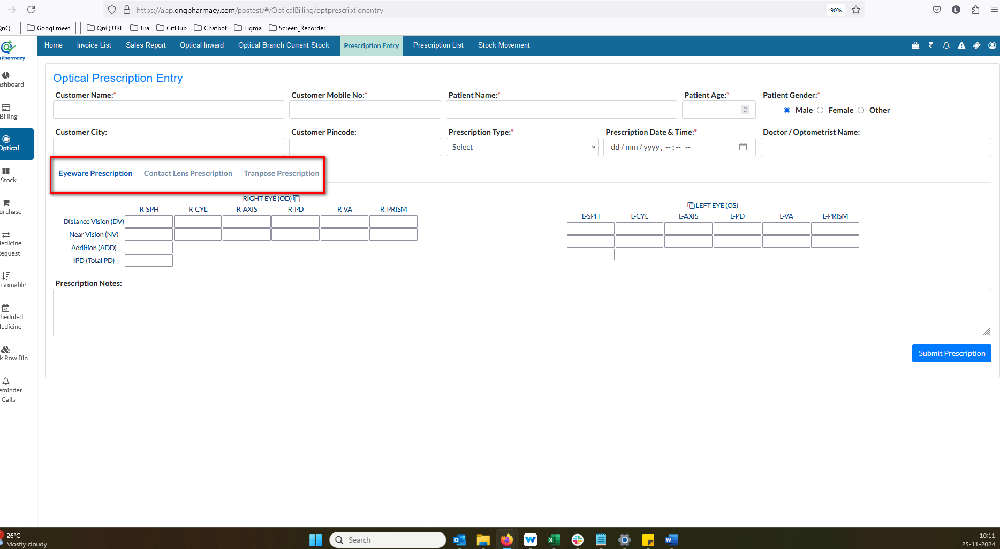 https://app.qnqpharmacy.com/postest/#/OpticalBilling/optprescriptionentry 90% L
QnQ Googl meet QnQ URL Jira GitHub Chatbot Figma Screen_Recorder
Home Invoice List Sales Report Optical Inward Optical Branch Current Stock Prescription Entry Prescription List Stock Movement
Pharmacy
shboard
Billing
Optical
Stock
urchase
ledicine
equest
nsumable
heduled
ledicine
k Row Bin
eminder
Calls
Optical Prescription Entry
Customer Name:* Customer Mobile No:* Patient Name:* Patient Age:* Patient Gender:*
Male Female Other
Customer City: Customer Pincode: Prescription Type:* Prescription Date & Time:* Doctor / Optometrist Name:
Select dd/mm/yyyy, --:-- --
Eyeware Prescription Contact Lens Prescription Tranpose Prescription
RIGHT EYE (OD)
R-SPH R-CYL R-AXIS R-PD R-VA R-PRISM
Distance Vision (DV)
Near Vision (NV)
Addition (ADD)
IPD (Total PD)
LEFT EYE (OS)
L-SPH L-CYL L-AXIS L-PD L-VA L-PRISM
Prescription Notes:
Submit Prescription
1 26°C
Mostly cloudy
Search
10:11
25-11-2024